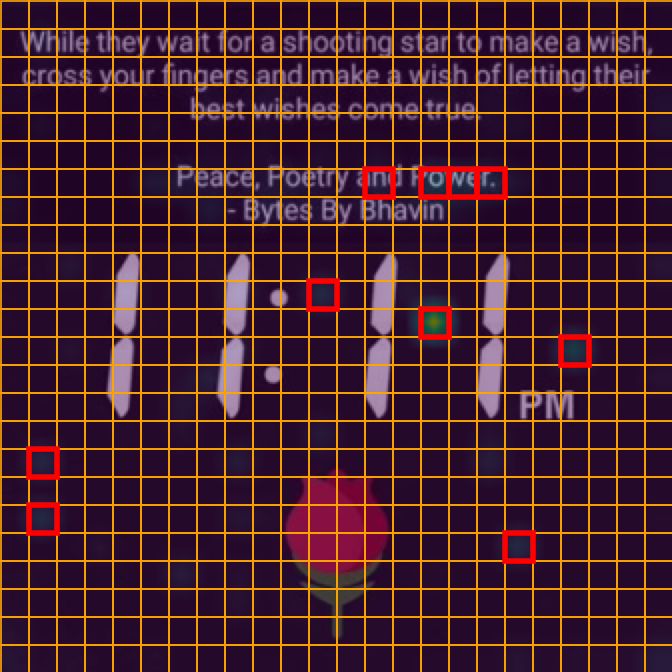 While they wait for a shooting star to make a wish,
cross your fingers and make a wish of letting their
best wishes come true.
Peace, Poetry and Power.
- Bytes By Bhavin
11:11 PM